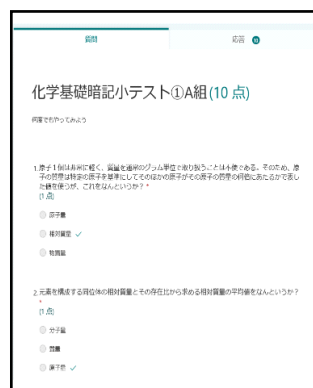 質問
応答
化学基礎暗記小テスト①A組(10 点)
何度でもやってみよう
1.原子1個は非常に軽く、質量を通常のグラム単位で取り扱うことは不便である。そのため、原
子の質量は特定の原子を基準にしてそのほかの原子がその原子の質量の何倍にあたるかで表し
た値を使うが、これをなんというか? *
(1 点)
原子量
相対質量 ✓
物質量
2.元素を構成する同位体の相対質量とその存在比から求める相対質量の平均値をなんというか?
*
(1 点)
分子量
質量
原子量 ✓